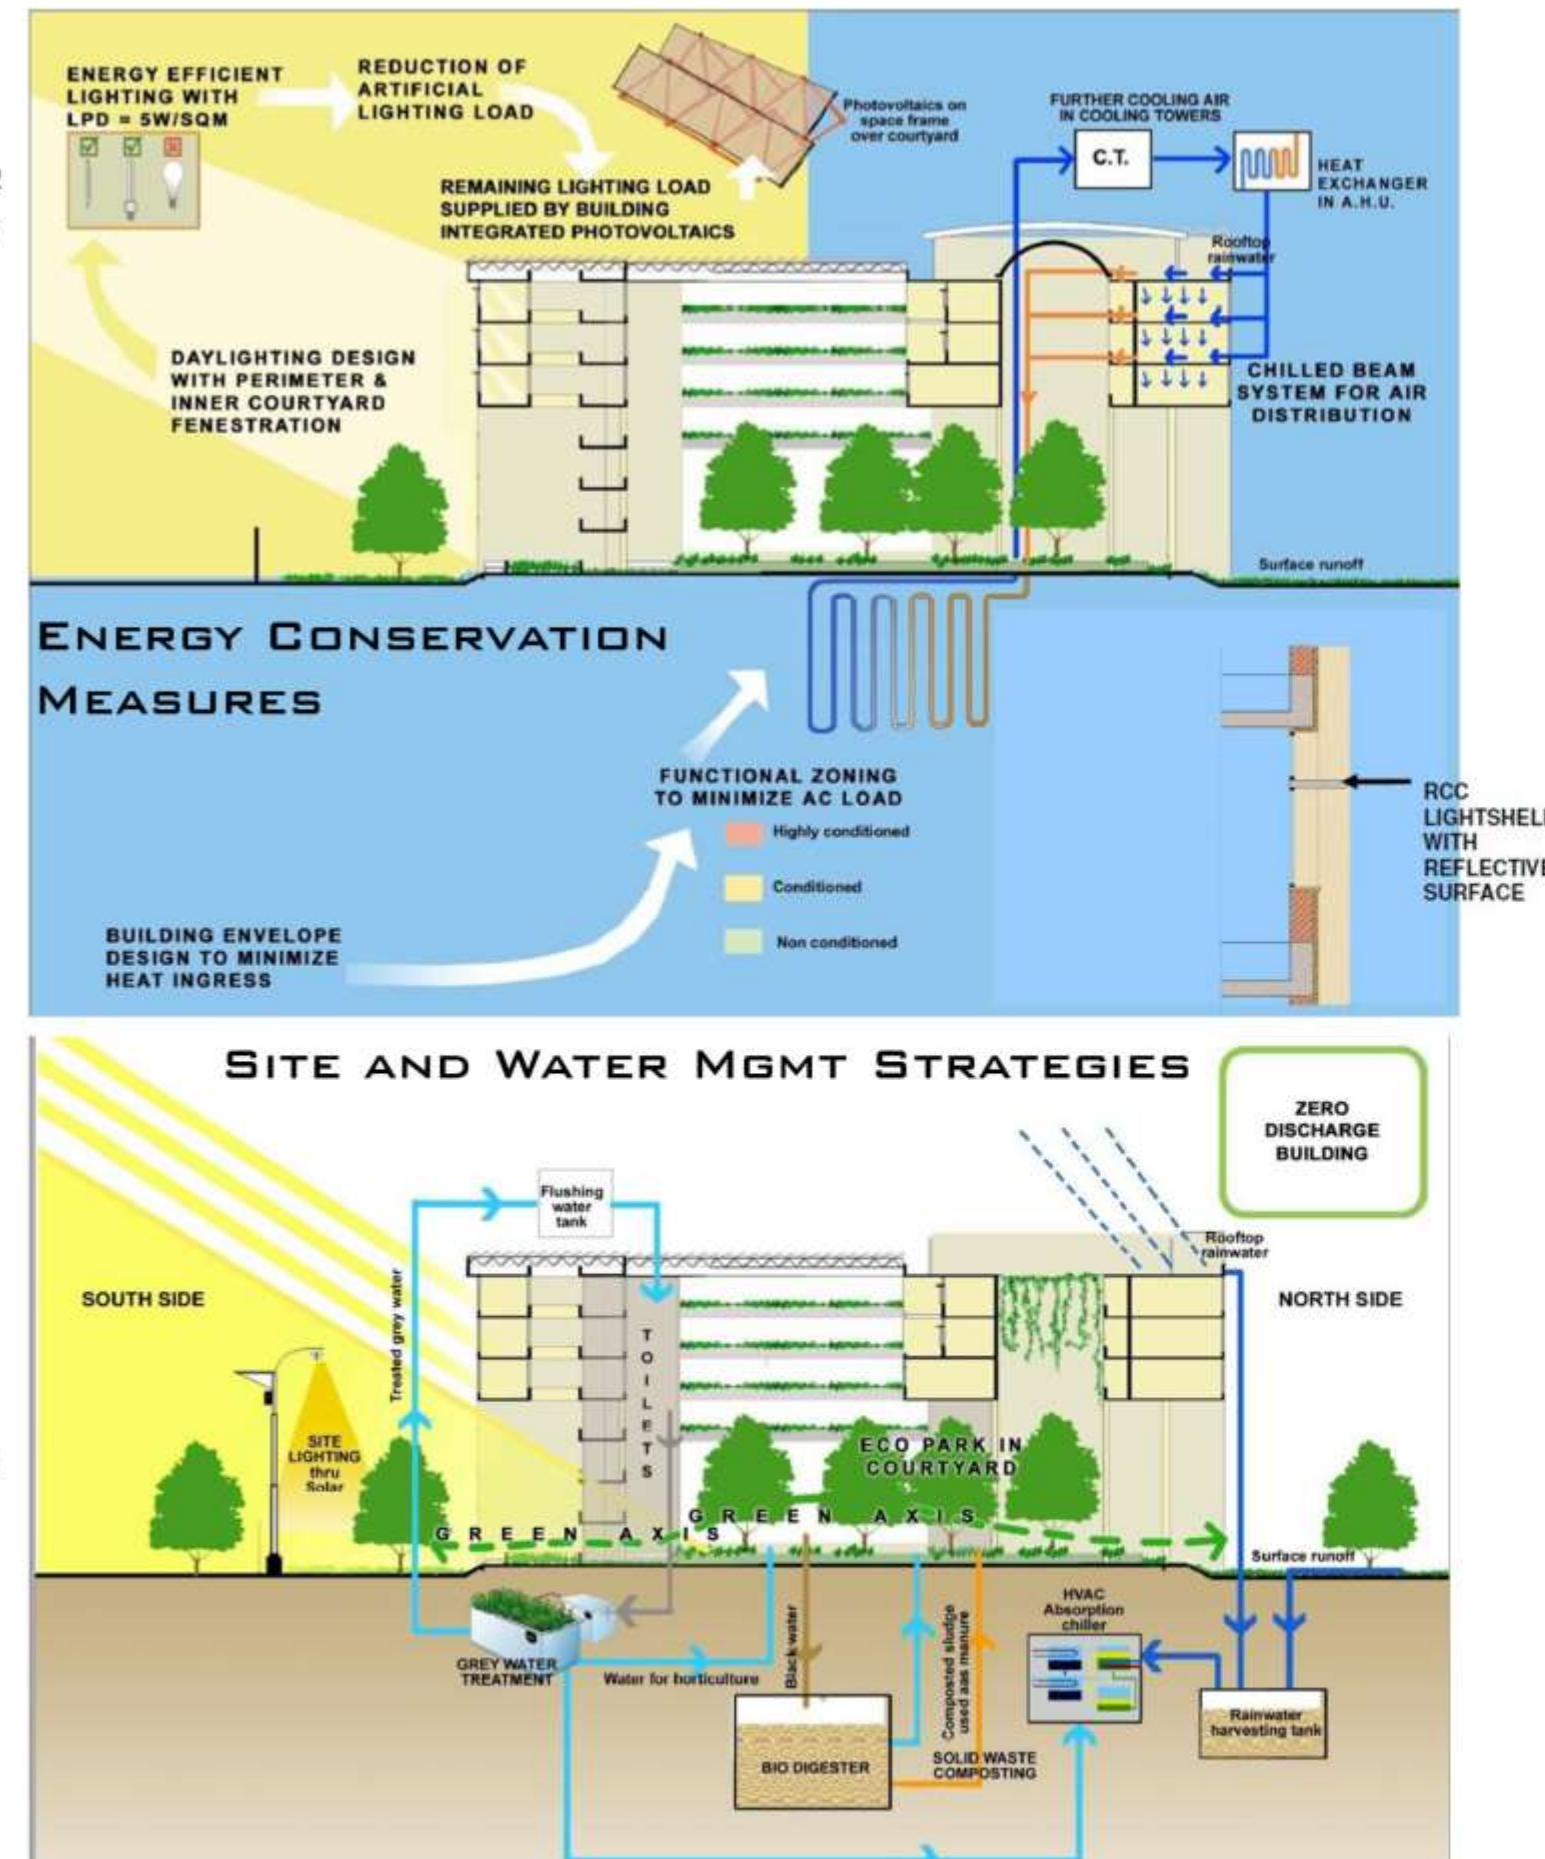 ENERGY EFFICIENT
LIGHTING WITH
LPD = 5W/SQM
REDUCTION OF
ARTIFICIAL
LIGHTING LOAD
Photovoltaics on
space frame
over courtyard
FURTHER COOLING AIR
IN COOLING TOWERS
C.T.
HEAT
EXCHANGER
IN A.H.U.
REMAINING LIGHTING LOAD
SUPPLIED BY BUILDING
INTEGRATED PHOTOVOLTAICS
Rooftop
rainwater
DAYLIGHTING DESIGN
WITH PERIMETER &
INNER COURTYARD
FENESTRATION
CHILLED BEAM
SYSTEM FOR AIR
DISTRIBUTION
Surface runoff
ENERGY CONSERVATION
MEASURES
FUNCTIONAL ZONING
TO MINIMIZE AC LOAD
Highly conditioned
Conditioned
Non conditioned
BUILDING ENVELOPE
DESIGN TO MINIMIZE
HEAT INGRESS
RCC
LIGHTSHEL
WITH
REFLECTIVE
SURFACE
SITE AND WATER MGMT STRATEGIES
ZERO
DISCHARGE
BUILDING
Flushing
water
tank
Rooftop
rainwater
SOUTH SIDE
NORTH SIDE
Treated grey water
TOILETS
SITE
LIGHTING
thru
Solar
ECO PARK IN
COURTYARD
GREEN AXIS
GREEN AXIS
Surface runoff
GREY WATER
TREATMENT
Water for horticulture
Black water
Composted sludge
used aas manure
HVAC
Absorption
chiller
Rainwater
harvesting tank
BIO DIGESTER
SOLID WASTE
COMPOSTING